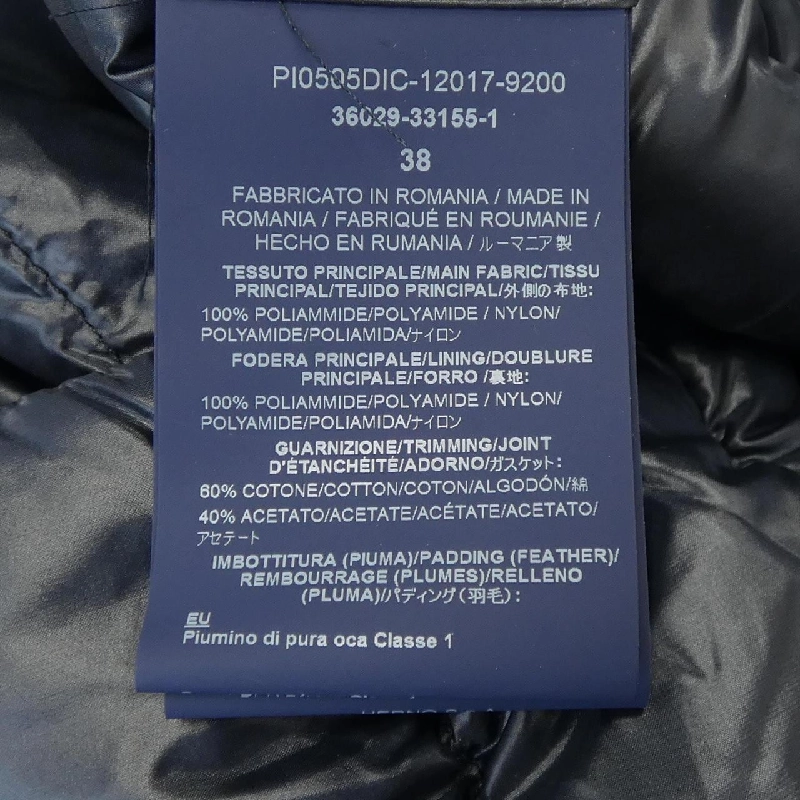 PI0505DIC-12017-9200
36029-33155-1
38
FABBRICATO IN ROMANIA / MADE IN
ROMANIA / FABRIQUÉ EN ROUMANIE /
HECHO EN RUMANIA / ルーマニア製
TESSUTO PRINCIPALE/MAIN FABRIC/TISSU
PRINCIPAL/TEJIDO PRINCIPAL/外側の布地:
100% POLIAMMIDE/POLYAMIDE / NYLON/
POLYAMIDE/POLIAMIDA/ナイロン
FODERA PRINCIPALE/LINING/DOUBLURE
PRINCIPALE/FORRO /裏地:
100% POLIAMMIDE/POLYAMIDE / NYLON/
POLYAMIDE/POLIAMIDA/ナイロン
GUARNIZIONE/TRIMMING/JOINT
D'ÉTANCHÉITÉ/ADORNO/ガスケット:
60% COTONE/COTTON/COTON/ALGODÓN/綿
40% ACETATO/ACETATE/ACÉTATE/ACETATO/
アセテート
IMBOTTITURA (PIUMA)/PADDING (FEATHER)/
REMBOURRAGE (PLUMES)/RELLENO
(PLUMA)/パディング(羽毛):
EU
Piumino di pura oca Classe 1